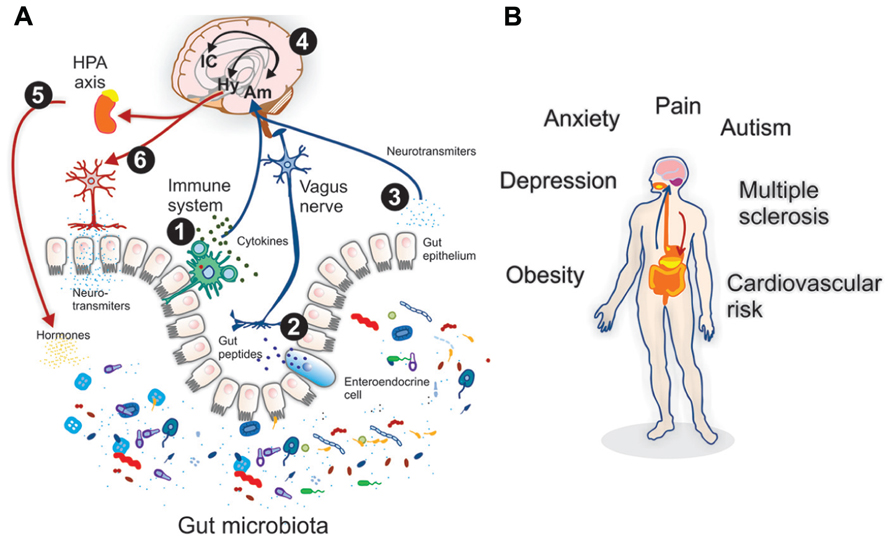 A
4
IC
Hy
Am
HPA
axis
5
6
Neurotransmiters
Immune
system
Vagus
nerve
3
1
Cytokines
Gut
epithelium
Neuro-
transmiters
Hormones
2
Gut
peptides
Enteroendocrine
cell
Gut microbiota
B
Pain
Anxiety
Autism
Depression
Multiple
sclerosis
Obesity
Cardiovascular
risk